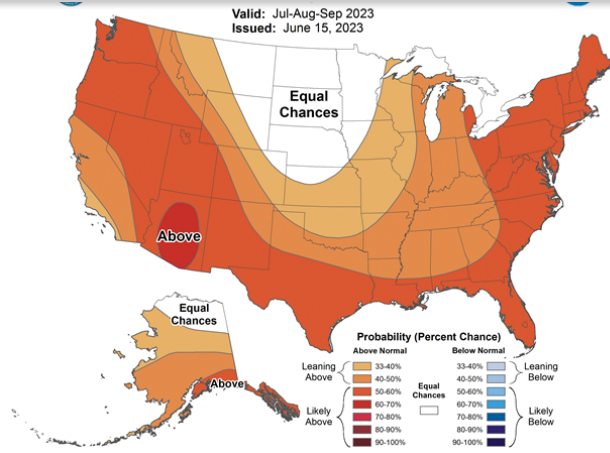 Valid: Jul-Aug-Sep 2023
Issued: June 15, 2023
Equal
Chances
Above
Equal
Chances
Above
Probability (Percent Chance)
Above Normal
Below Normal
Leaning
Above
33-40%
40-50%
Likely
Above
50-60%
60-70%
70-80%
80-90%
90-100%
Equal
Chances
33-40%
40-50%
Leaning
Below
50-60%
60-70%
70-80%
80-90%
90-100%
Likely
Below